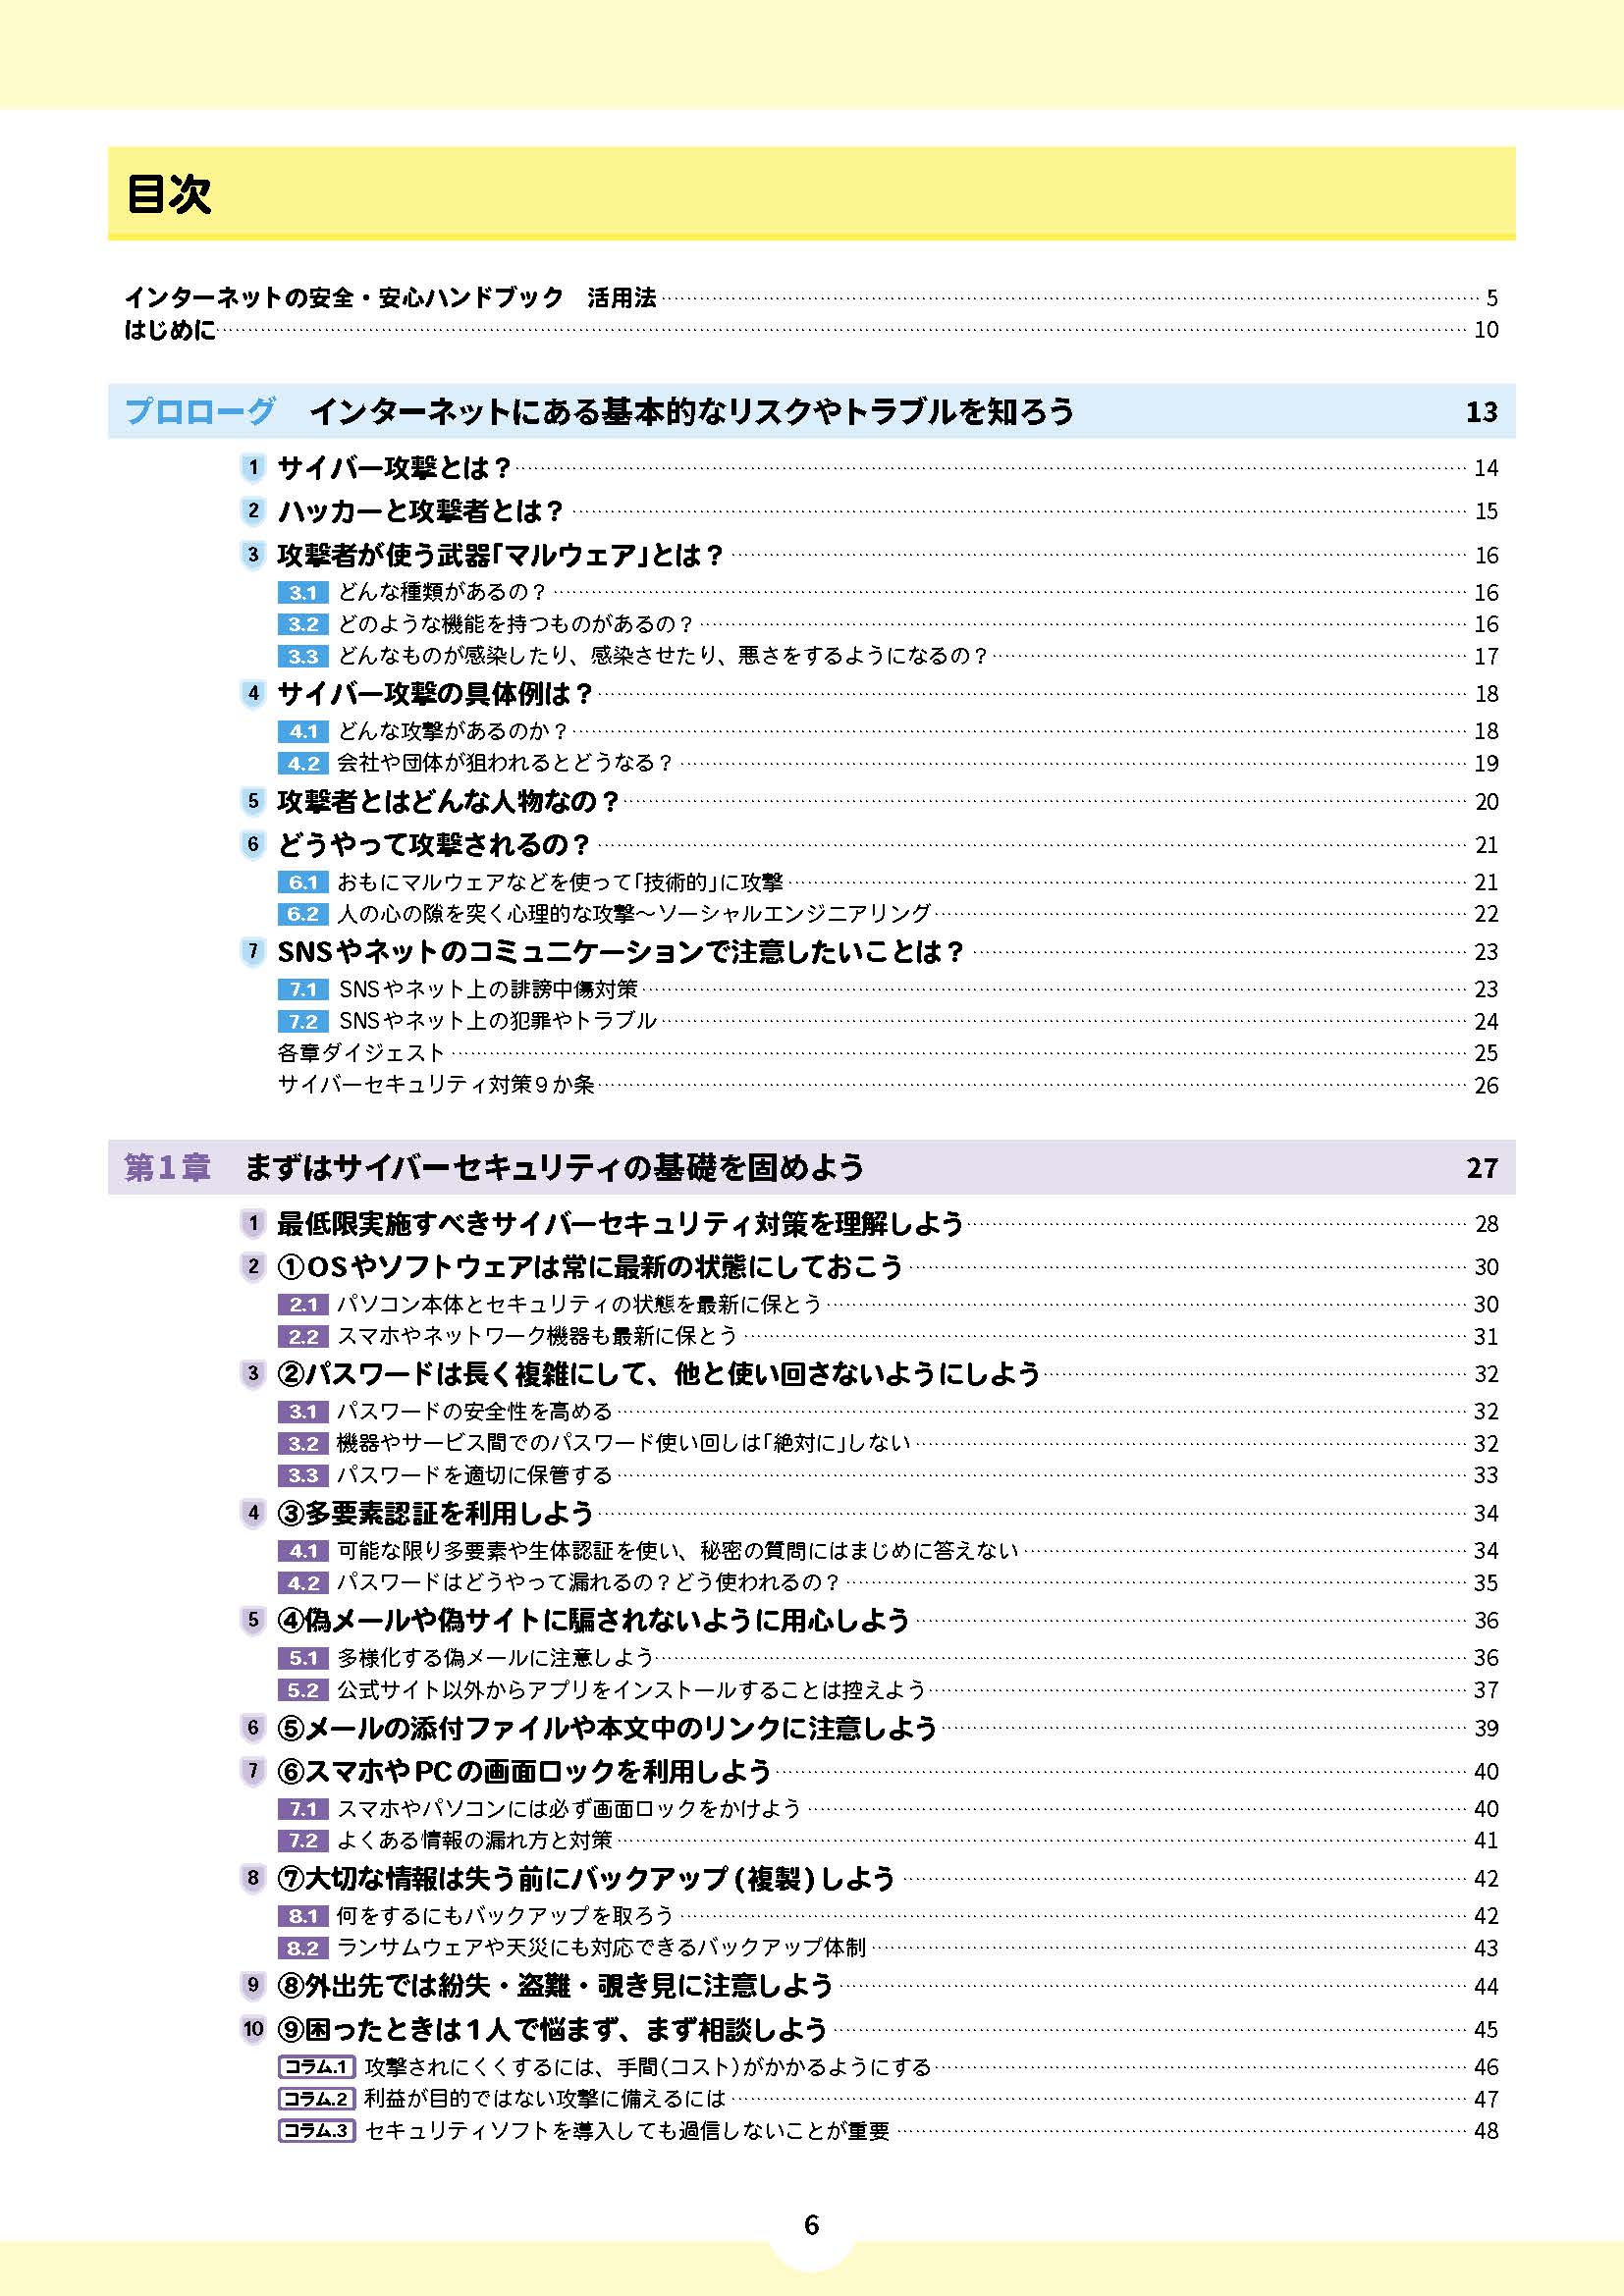 目次
インターネットの安全・安心ハンドブック　活用法 5
はじめに 10
プロローグ　インターネットにある基本的なリスクやトラブルを知ろう 13
1 サイバー攻撃とは？ 14
2 ハッカーと攻撃者とは？ 15
3 攻撃者が使う武器「マルウェア」とは？ 16
3.1 どんな種類があるの？ 16
3.2 どのような機能を持つものがあるの？ 16
3.3 どんなものが感染したり、感染させたり、悪さをするようになるの？ 17
4 サイバー攻撃の具体例は？ 18
4.1 どんな攻撃があるのか？ 18
4.2 会社や団体が狙われるとどうなる？ 19
5 攻撃者とはどんな人物なの？ 20
6 どうやって攻撃されるの？ 21
6.1 おもにマルウェアなどを使って「技術的」に攻撃 21
6.2 人の心の隙を突く心理的な攻撃～ソーシャルエンジニアリング 22
7 SNSやネットのコミュニケーションで注意したいことは？ 23
7.1 SNSやネット上の誹謗中傷対策 23
7.2 SNSやネット上の犯罪やトラブル 24
各章ダイジェスト 25
サイバーセキュリティ対策９か条 26
第1章　まずはサイバーセキュリティの基礎を固めよう 27
1 最低限実施すべきサイバーセキュリティ対策を理解しよう 28
2 ①OSやソフトウェアは常に最新の状態にしておこう 30
2.1 パソコン本体とセキュリティの状態を最新に保とう 30
2.2 スマホやネットワーク機器も最新に保とう 31
3 ②パスワードは長く複雑にして、他と使い回さないようにしよう 32
3.1 パスワードの安全性を高める 32
3.2 機器やサービス間でのパスワード使い回しは「絶対に」しない 32
3.3 パスワードを適切に保管する 33
4 ③多要素認証を利用しよう 34
4.1 可能な限り多要素や生体認証を使い、秘密の質問にはまじめに答えない 34
4.2 パスワードはどうやって漏れるの？どう使われるの？ 35
5 ④偽メールや偽サイトに騙されないように用心しよう 36
5.1 多様化する偽メールに注意しよう 36
5.2 公式サイト以外からアプリをインストールすることは控えよう 37
6 ⑤メールの添付ファイルや本文中のリンクに注意しよう 39
7 ⑥スマホやPCの画面ロックを利用しよう 40
7.1 スマホやパソコンには必ず画面ロックをかけよう 40
7.2 よくある情報の漏れ方と対策 41
8 ⑦大切な情報は失う前にバックアップ(複製)しよう 42
8.1 何をするにもバックアップを取ろう 42
8.2 ランサムウェアや天災にも対応できるバックアップ体制 43
9 ⑧外出先では紛失・盗難・覗き見に注意しよう 44
10 ⑨困ったときは1人で悩まず、まず相談しよう 45
コラム.1 攻撃されにくくするには、手間(コスト)がかかるようにする 46
コラム.2 利益が目的ではない攻撃に備えるには 47
コラム.3 セキュリティソフトを導入しても過信しないことが重要 48
6